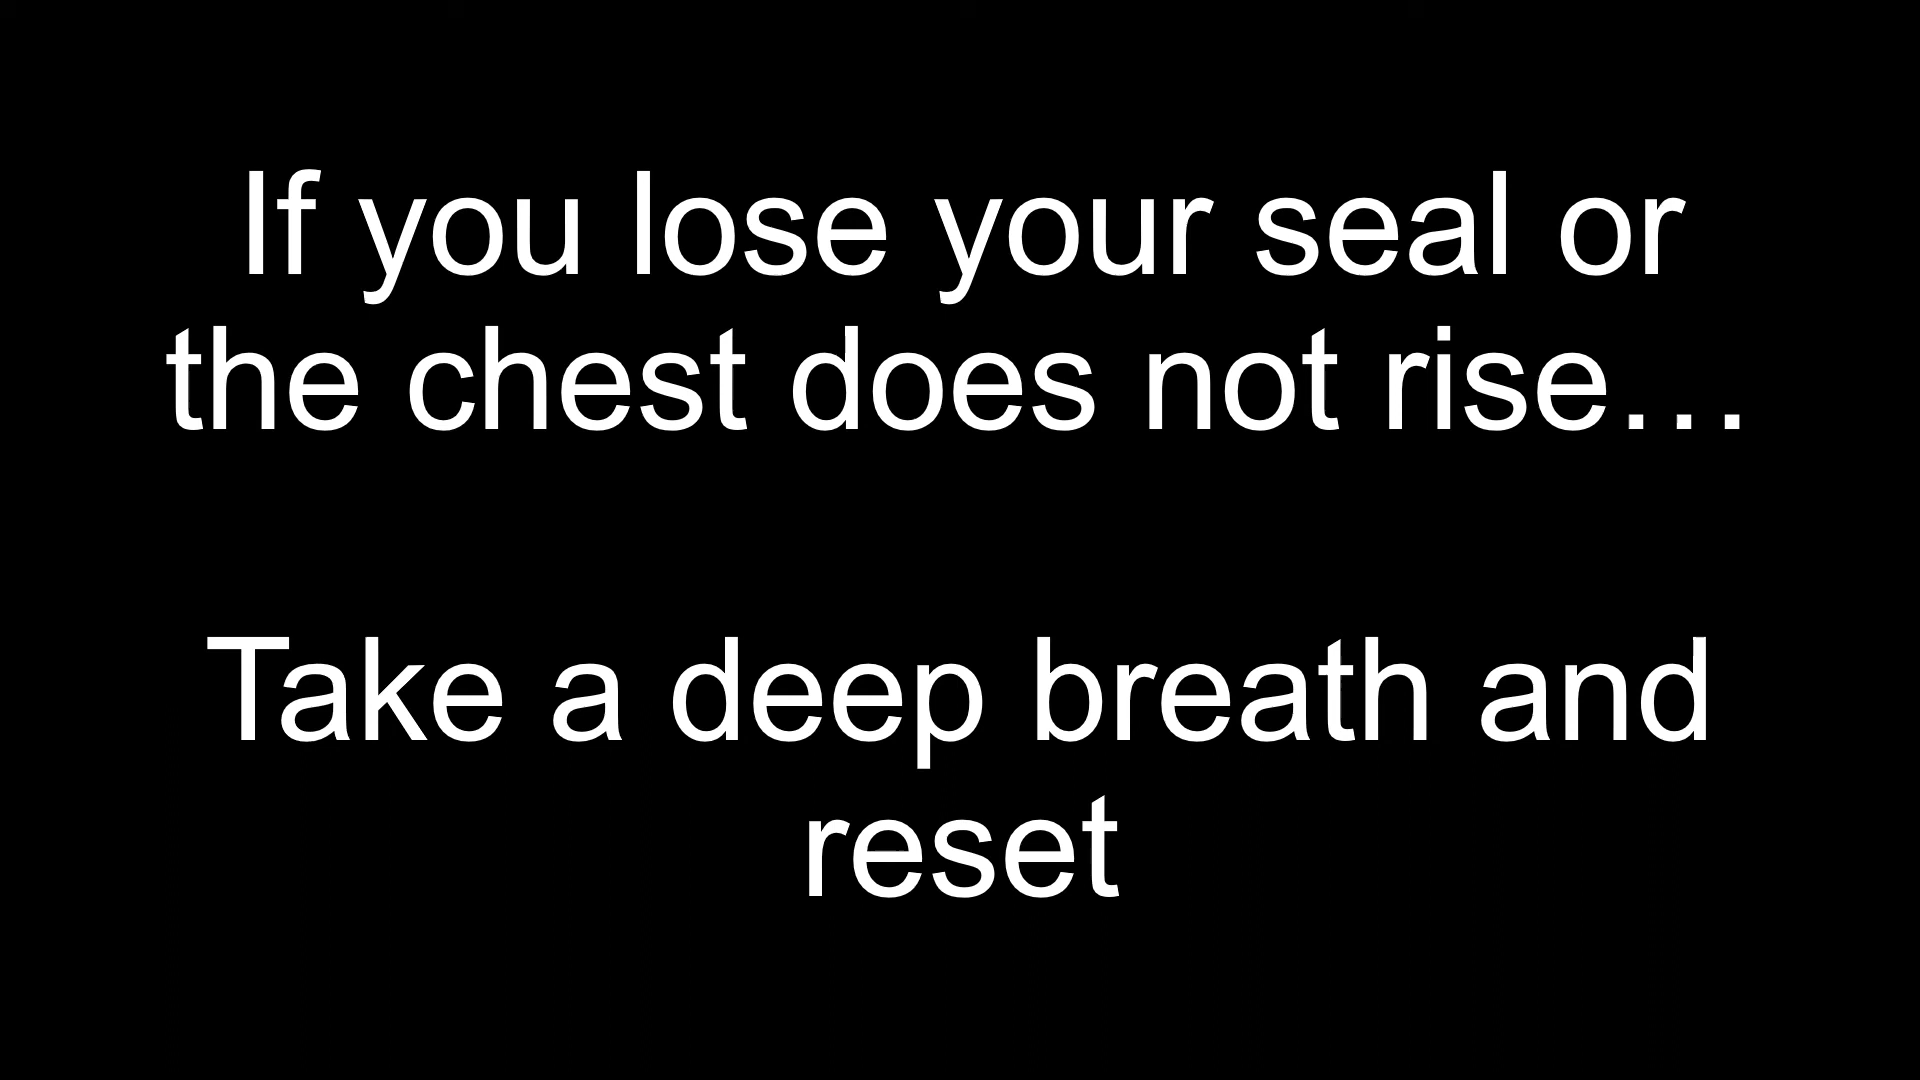 If you lose your seal or
the chest does not rise…
Take a deep breath and
reset